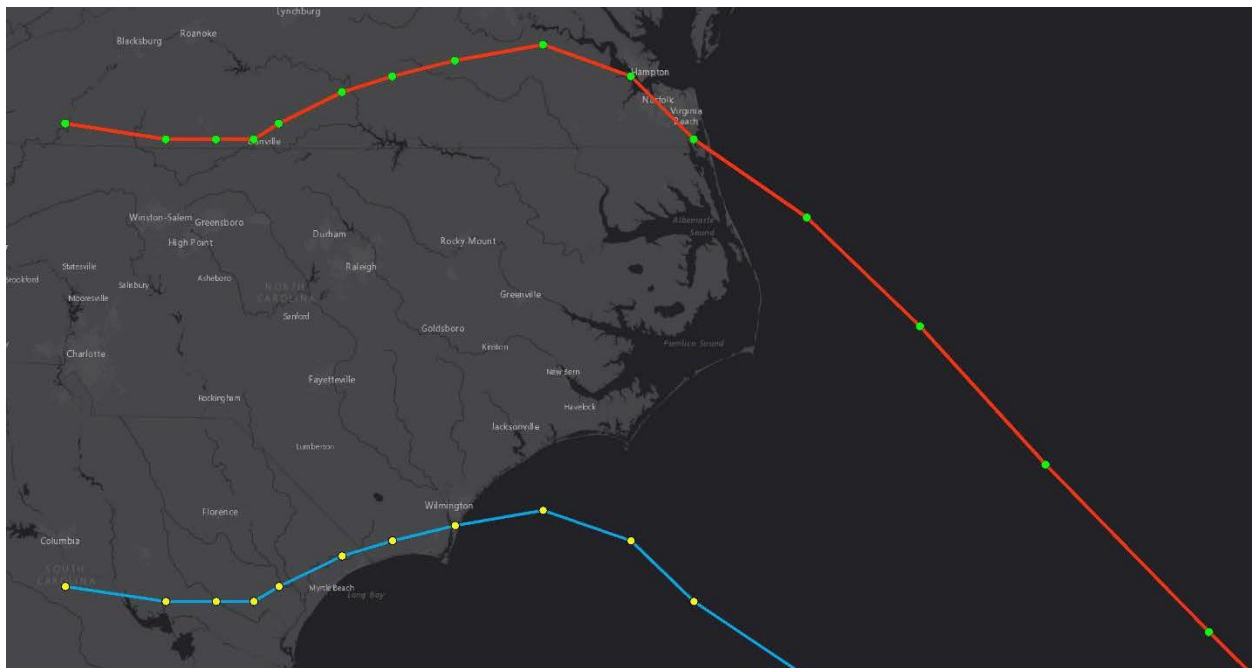 Lynchburg
Roanoke
Blacksburg
Hampton
Norfolk
Virginia
Beach
Danville
Winston-Salem
Greensboro
High Point
Durham
Raleigh
Rocky Mount
Albemarle
Sound
Statesville
Salisbury
Asheboro
Mooresville
NORTH
CAROLINA
Sanford
Greenville
Goldsboro
Kinston
Pamlico Sound
Charlotte
Fayetteville
New Bern
Rockingham
Havelock
Jacksonville
Lumberton
Wilmington
Florence
Columbia
SOUTH
CAROLINA
Myrtle Beach
Long Bay